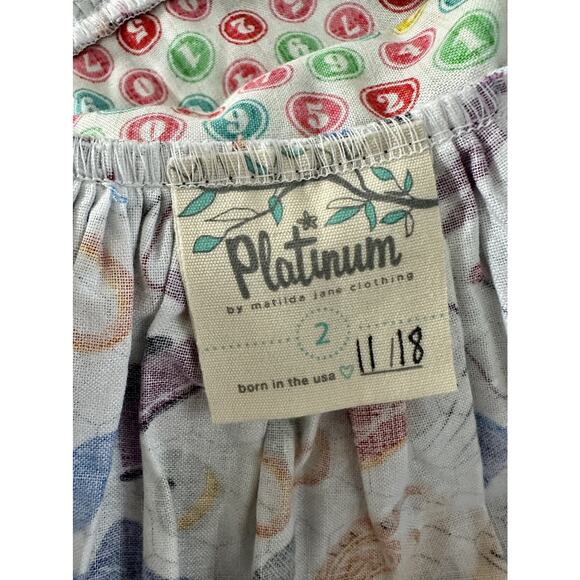 Platinum
by matilda jane clothing
2
born in the usa 11/18